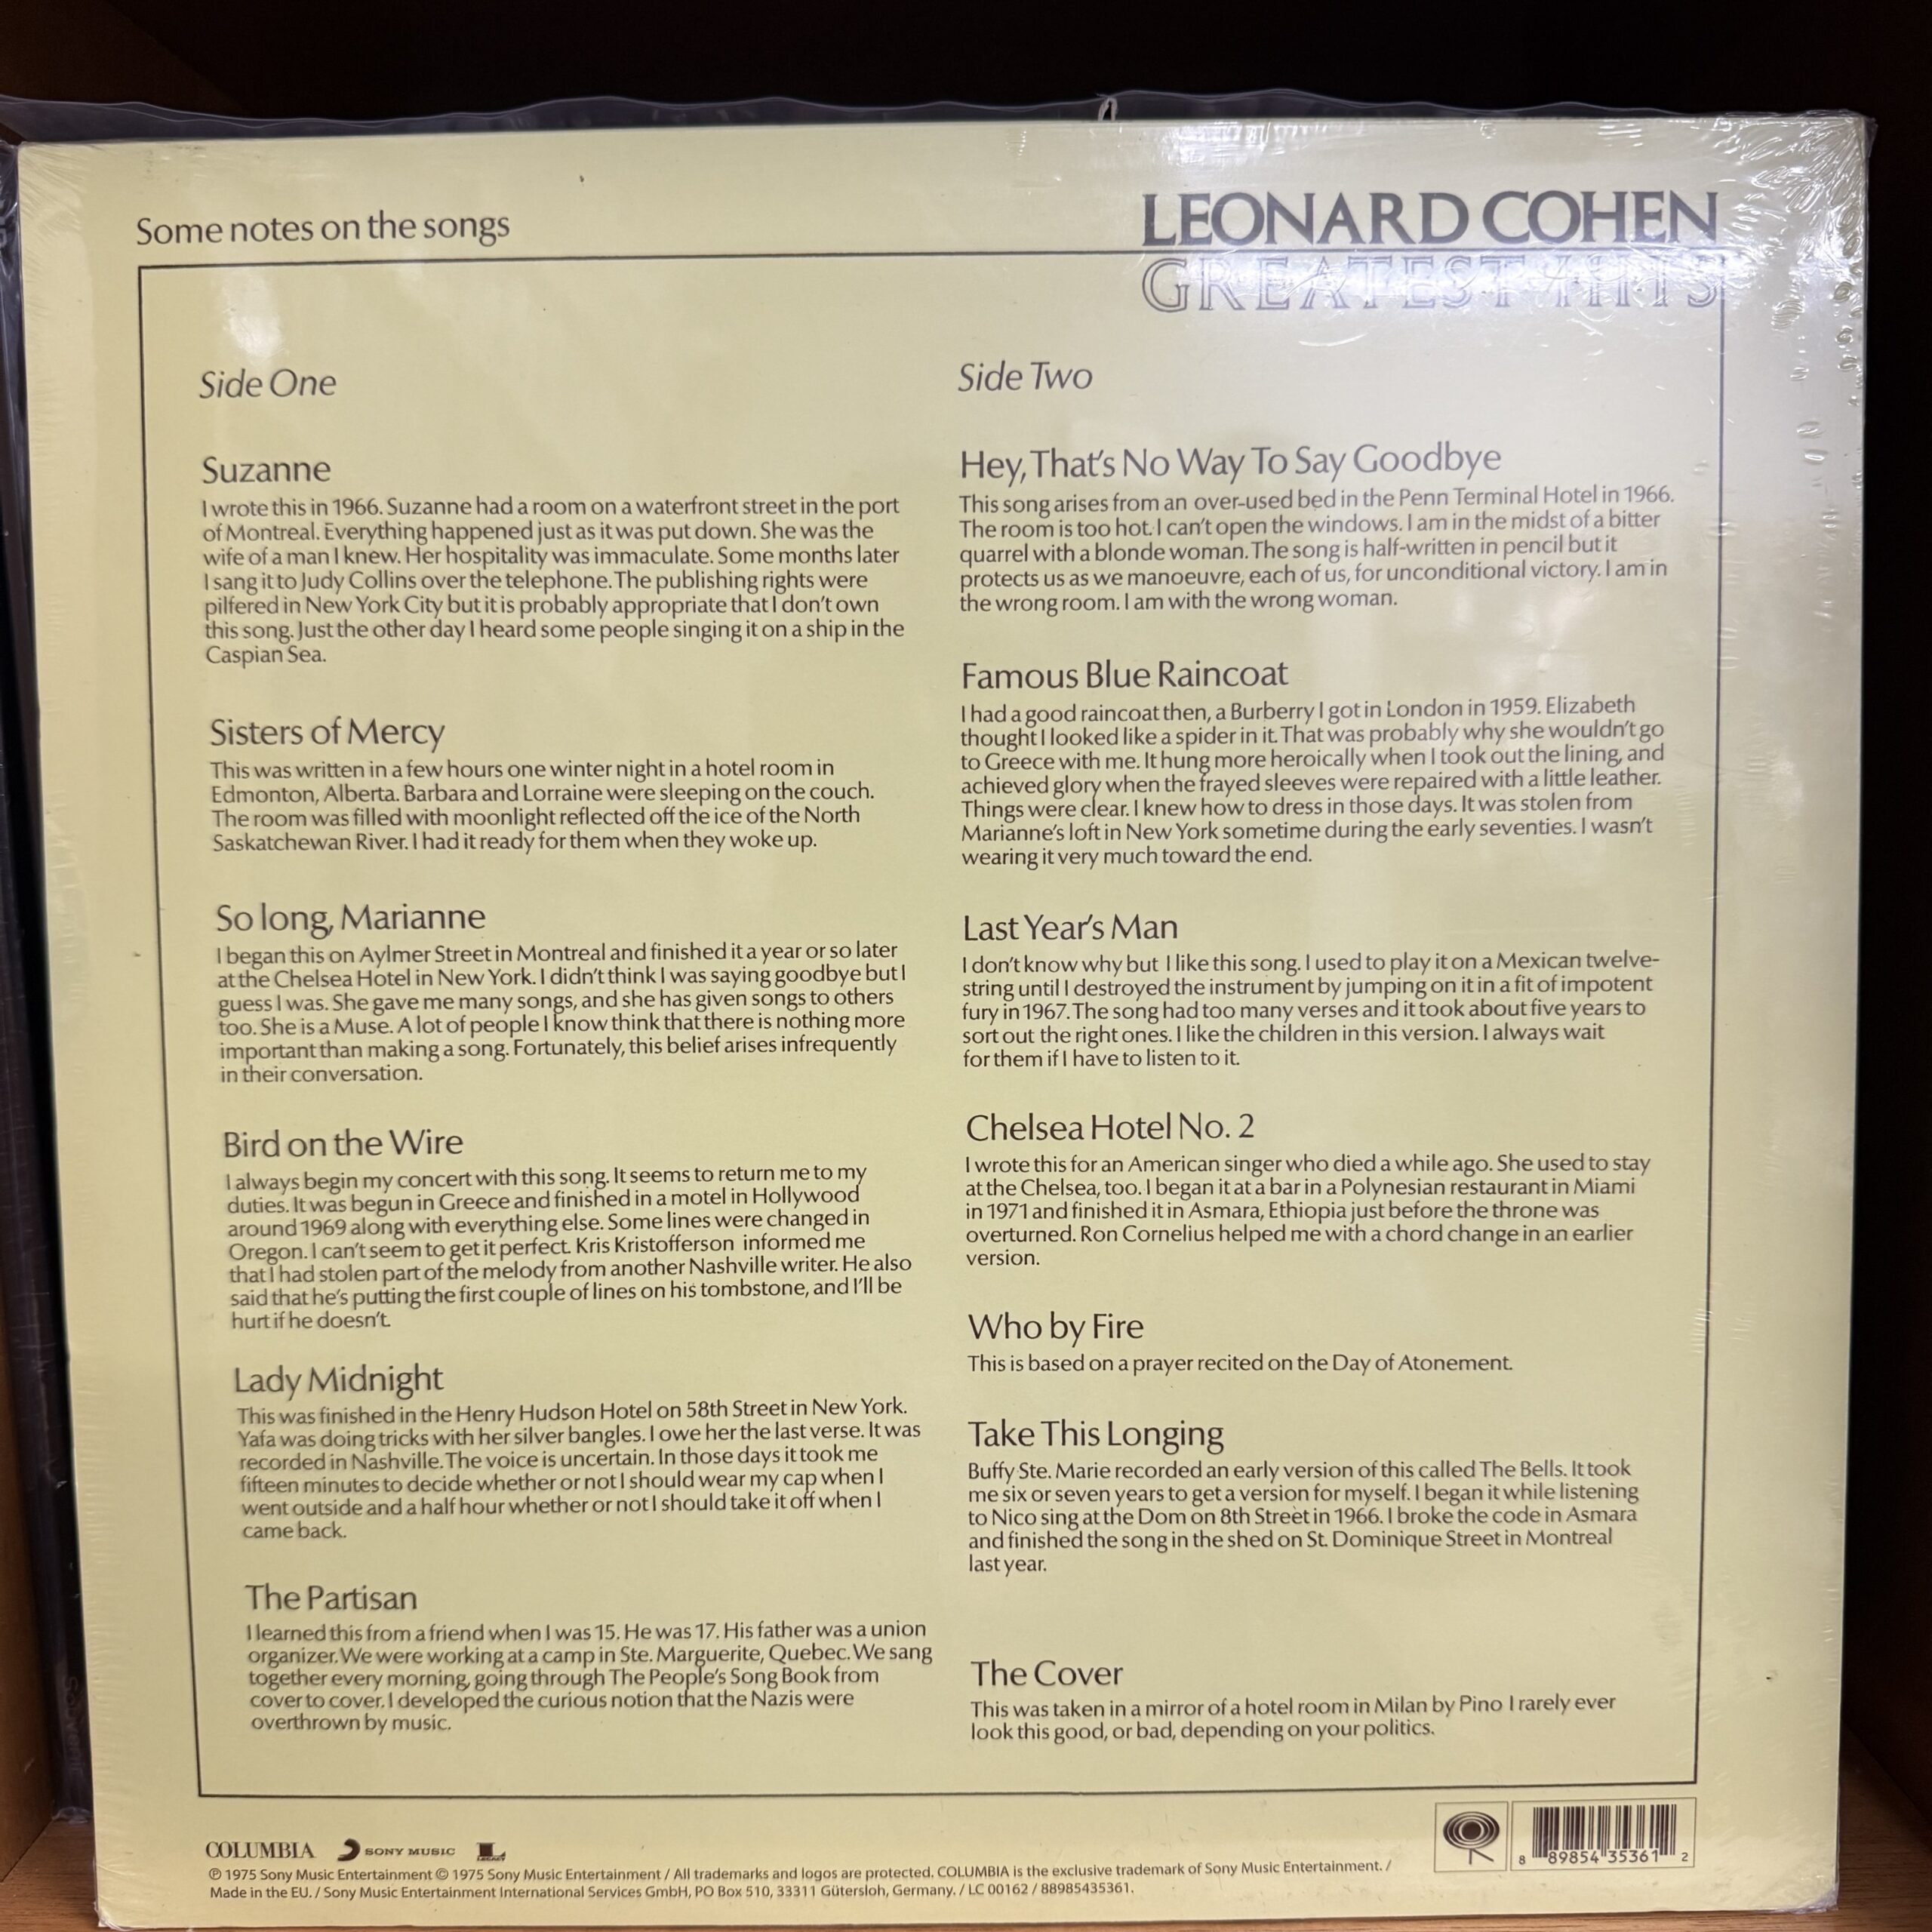 Some notes on the songs
LEONARD COHEN
GREATEST HITS
Side One
Suzanne
I wrote this in 1966. Suzanne had a room on a waterfront street in the port
of Montreal. Everything happened just as it was put down. She was the
wife of a man I knew. Her hospitality was immaculate. Some months later
I sang it to Judy Collins over the telephone. The publishing rights were
pilfered in New York City but it is probably appropriate that I don't own
this song. Just the other day I heard some people singing it on a ship in the
Caspian Sea.
Sisters of Mercy
This was written in a few hours one winter night in a hotel room in
Edmonton, Alberta. Barbara and Lorraine were sleeping on the couch.
The room was filled with moonlight reflected off the ice of the North
Saskatchewan River. I had it ready for them when they woke up.
So long, Marianne
I began this on Aylmer Street in Montreal and finished it a year or so later
at the Chelsea Hotel in New York. I didn't think I was saying goodbye but I
guess I was. She gave me many songs, and she has given songs to others
too. She is a Muse. A lot of people I know think that there is nothing more
important than making a song. Fortunately, this belief arises infrequently
in their conversation.
Bird on the Wire
I always begin my concert with this song. It seems to return me to my
duties. It was begun in Greece and finished in a motel in Hollywood
around 1969 along with everything else. Some lines were changed in
Oregon. I can't seem to get it perfect. Kris Kristofferson informed me
that I had stolen part of the melody from another Nashville writer. He also
said that he's putting the first couple of lines on his tombstone, and I'll be
hurt if he doesn't.
Lady Midnight
This was finished in the Henry Hudson Hotel on 58th Street in New York.
Yafa was doing tricks with her silver bangles. I owe her the last verse. It was
recorded in Nashville. The voice is uncertain. In those days it took me
fifteen minutes to decide whether or not I should wear my cap when I
went outside and a half hour whether or not I should take it off when I
came back.
The Partisan
I learned this from a friend when I was 15. He was 17. His father was a union
organizer. We were working at a camp in Ste. Marguerite, Quebec. We sang
together every morning, going through The People's Song Book from
cover to cover. I developed the curious notion that the Nazis were
overthrown by music.
Side Two
Hey, That's No Way To Say Goodbye
This song arises from an over-used bed in the Penn Terminal Hotel in 1966.
The room is too hot. I can't open the windows. I am in the midst of a bitter
quarrel with a blonde woman. The song is half-written in pencil but it
protects us as we manoeuvre, each of us, for unconditional victory. I am in
the wrong room. I am with the wrong woman.
Famous Blue Raincoat
I had a good raincoat then, a Burberry I got in London in 1959. Elizabeth
thought I looked like a spider in it. That was probably why she wouldn't go
to Greece with me. It hung more heroically when I took out the lining, and
achieved glory when the frayed sleeves were repaired with a little leather.
Things were clear. I knew how to dress in those days. It was stolen from
Marianne's loft in New York sometime during the early seventies. I wasn't
wearing it very much toward the end.
Last Year's Man
I don't know why but I like this song. I used to play it on a Mexican twelve-
string until I destroyed the instrument by jumping on it in a fit of impotent
fury in 1967. The song had too many verses and it took about five years to
sort out the right ones. I like the children in this version. I always wait
for them if I have to listen to it.
Chelsea Hotel No. 2
I wrote this for an American singer who died a while ago. She used to stay
at the Chelsea, too. I began it at a bar in a Polynesian restaurant in Miami
in 1971 and finished it in Asmara, Ethiopia just before the throne was
overturned. Ron Cornelius helped me with a chord change in an earlier
version.
Who by Fire
This is based on a prayer recited on the Day of Atonement.
Take This Longing
Buffy Ste. Marie recorded an early version of this called The Bells. It took
me six or seven years to get a version for myself. I began it while listening
to Nico sing at the Dom on 8th Street in 1966. I broke the code in Asmara
and finished the song in the shed on St. Dominique Street in Montreal
last year.
The Cover
This was taken in a mirror of a hotel room in Milan by Pino I rarely ever
look this good, or bad, depending on your politics.
COLUMBIA SONY MUSIC L LEGACY
℗ 1975 Sony Music Entertainment © 1975 Sony Music Entertainment / All trademarks and logos are protected. COLUMBIA is the exclusive trademark of Sony Music Entertainment. /
Made in the EU. / Sony Music Entertainment International Services GmbH, PO Box 510, 33311 Gütersloh, Germany. / LC 00162 / 88985435361.
8 89854 35361 2